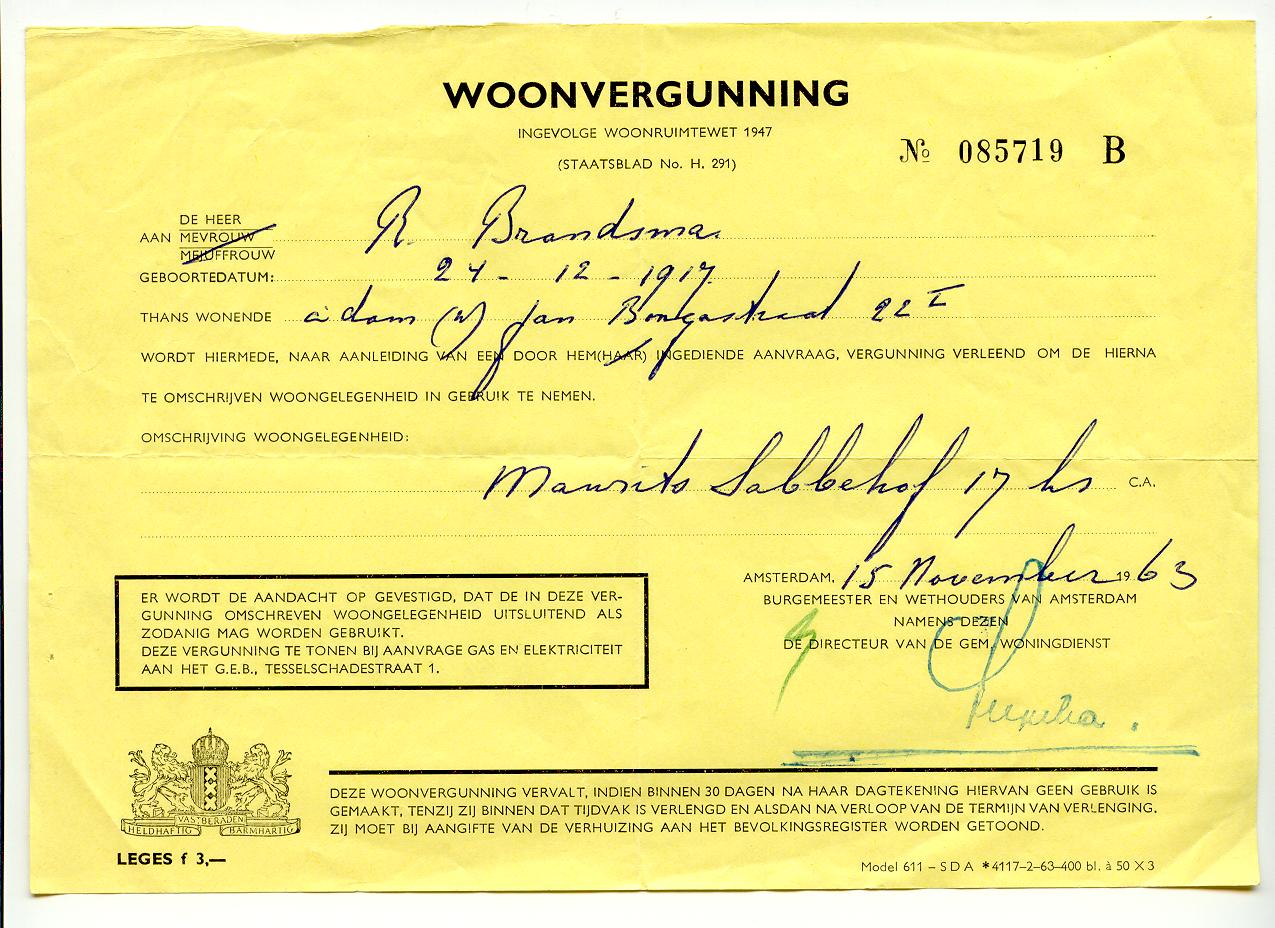 WOONVERGUNNING
INGEVOLGE WOONRUIMTEWET 1947
(STAATSBLAD No. H. 291)
№ 085719 B
DE HEER
AAN MEVROUW
MEJUFFROUW
R. Brandsma.
GEBOORTEDATUM: 24 - 12 - 1917
THANS WONENDE a'dam (W) Jan Bongastraat 22 I
WORDT HIERMEDE, NAAR AANLEIDING VAN EEN DOOR HEM(HAAR) INGEDIENDE AANVRAAG, VERGUNNING VERLEEND OM DE HIERNA
TE OMSCHRIJVEN WOONGELEGENHEID IN GEBRUIK TE NEMEN.
OMSCHRIJVING WOONGELEGENHEID:
Maurits Sabbehof 17 hs C.A.
AMSTERDAM, 15 November 1963
BURGEMEESTER EN WETHOUDERS VAN AMSTERDAM
NAMENS DEZEN
DE DIRECTEUR VAN DE GEM. WONINGDIENST
ER WORDT DE AANDACHT OP GEVESTIGD, DAT DE IN DEZE VER-
GUNNING OMSCHREVEN WOONGELEGENHEID UITSLUITEND ALS
ZODANIG MAG WORDEN GEBRUIKT.
DEZE VERGUNNING TE TONEN BIJ AANVRAGE GAS EN ELEKTRICITEIT
AAN HET G.E.B., TESSELSCHADESTRAAT 1.
HELDHAFTIG VASTBERADEN BARMHARTIG
LEGES f 3,—
DEZE WOONVERGUNNING VERVALT, INDIEN BINNEN 30 DAGEN NA HAAR DAGTEKENING HIERVAN GEEN GEBRUIK IS
GEMAAKT, TENZIJ ZIJ BINNEN DAT TIJDVAK IS VERLENGD EN ALSDAN NA VERLOOP VAN DE TERMIJN VAN VERLENGING.
ZIJ MOET BIJ AANGIFTE VAN DE VERHUIZING AAN HET BEVOLKINGSREGISTER WORDEN GETOOND.
Model 611 – S D A *4117–2–63–400 bl. à 50 X 3